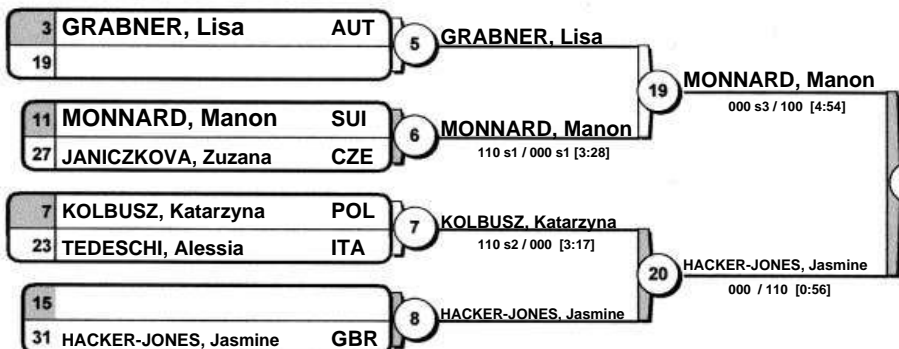 3 GRABNER, Lisa AUT
19
5 GRABNER, Lisa
11 MONNARD, Manon SUI
27 JANICZKOVA, Zuzana CZE
6 MONNARD, Manon
110 s1 / 000 s1 [3:28]
19 MONNARD, Manon
000 s3 / 100 [4:54]
7 KOLBUSZ, Katarzyna POL
23 TEDESCHI, Alessia ITA
7 KOLBUSZ, Katarzyna
110 s2 / 000 [3:17]
15
31 HACKER-JONES, Jasmine GBR
8 HACKER-JONES, Jasmine
20 HACKER-JONES, Jasmine
000 / 110 [0:56]